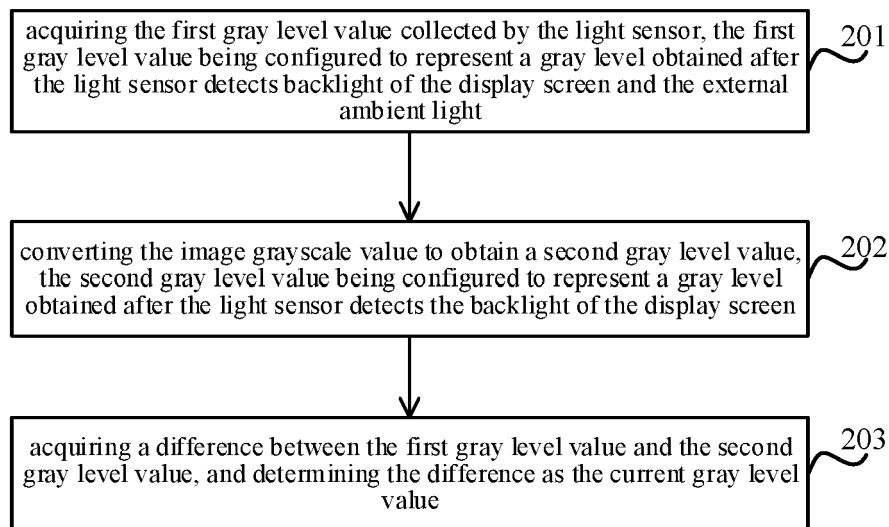 acquiring the first gray level value collected by the light sensor, the first
gray level value being configured to represent a gray level obtained after
the light sensor detects backlight of the display screen and the external
ambient light
201
converting the image grayscale value to obtain a second gray level value,
the second gray level value being configured to represent a gray level
obtained after the light sensor detects the backlight of the display screen
202
acquiring a difference between the first gray level value and the second
gray level value, and determining the difference as the current gray level
value
203